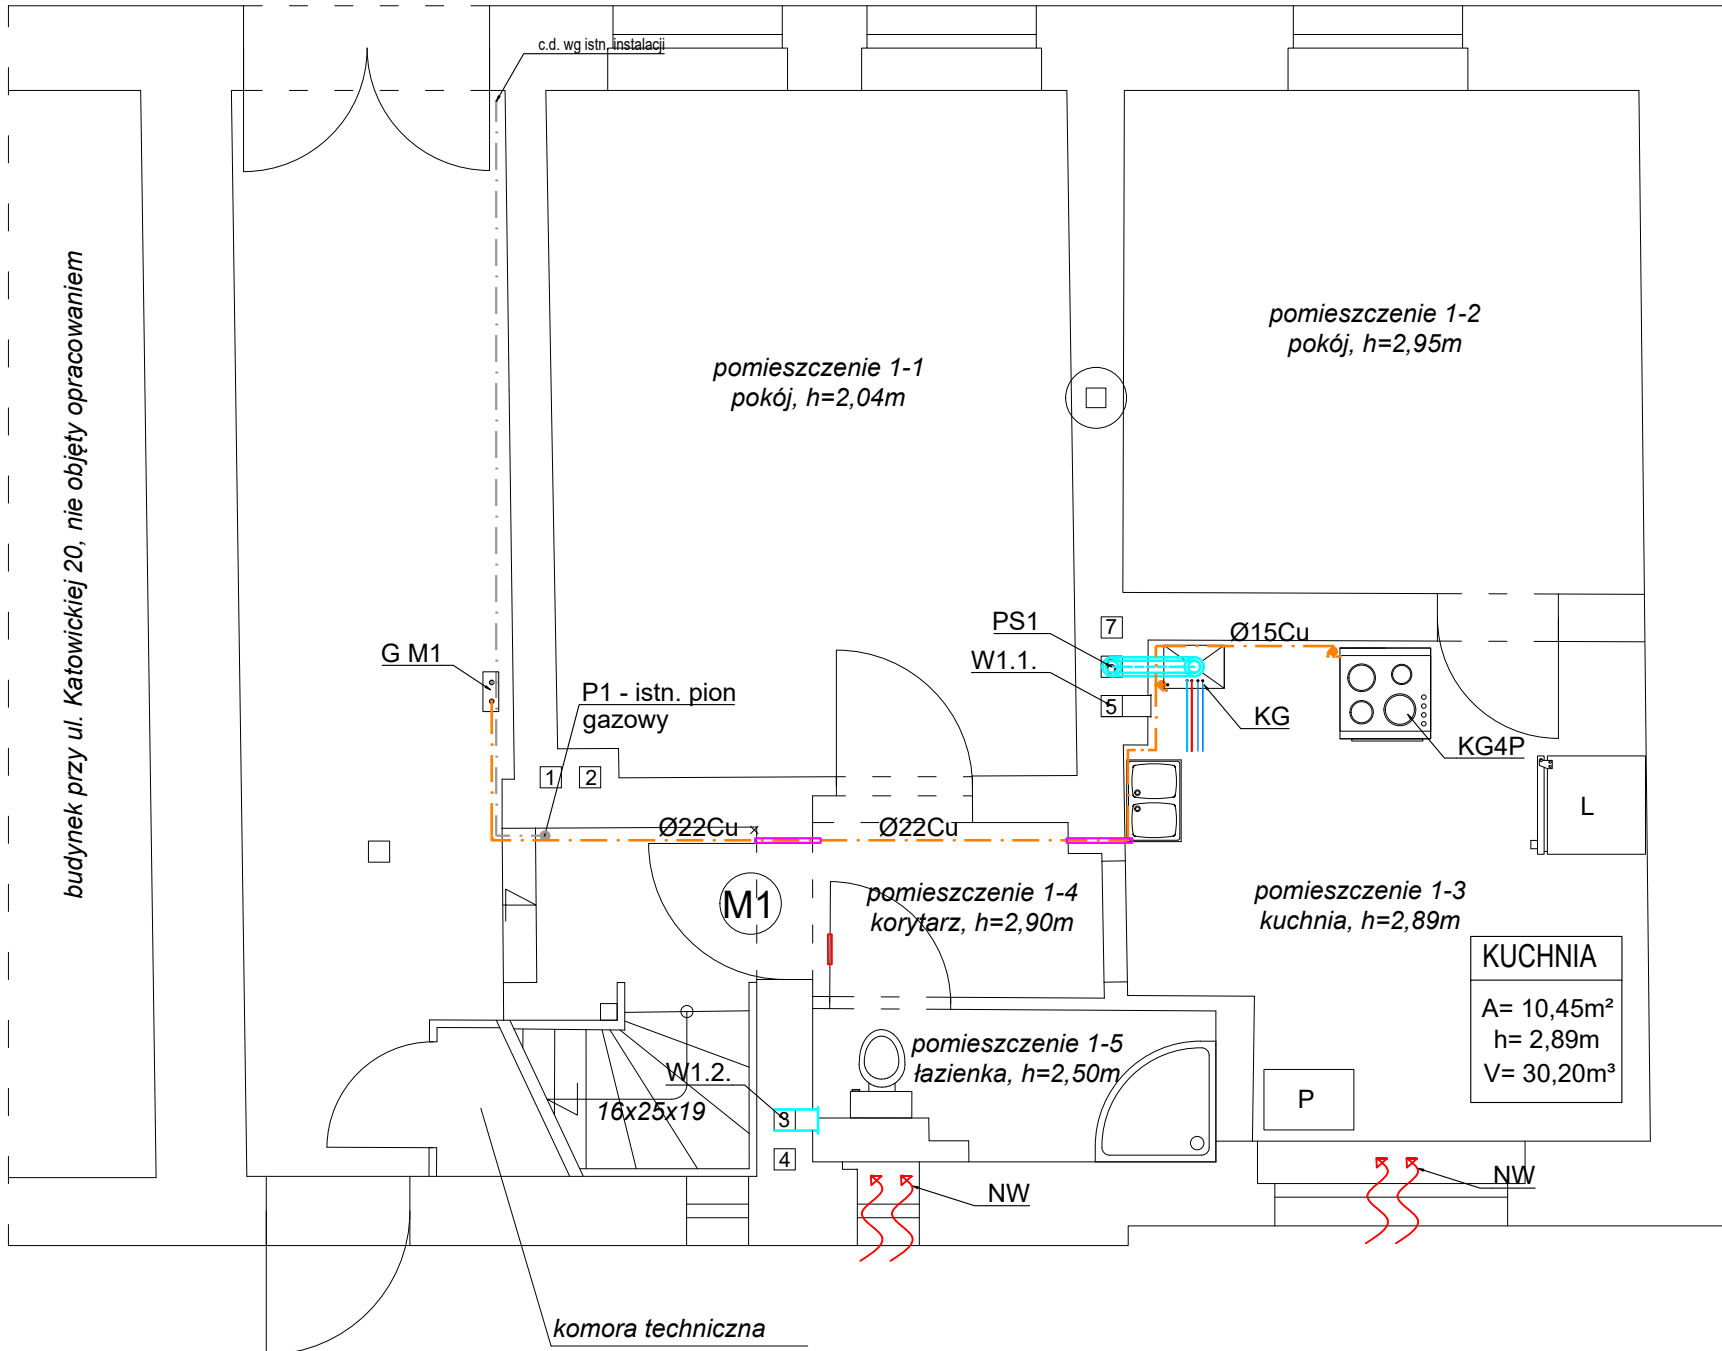 c.d. wg istn. instalacji
budynek przy ul. Katowickiej 20, nie objęty opracowaniem
pomieszczenie 1-1
pokój, h=2,04m
pomieszczenie 1-2
pokój, h=2,95m
G M1
P1 - istn. pion
gazowy
PS1
W1.1.
7
5
Ø15Cu
KG
KG4P
L
1
2
Ø22Cu
Ø22Cu
M1
pomieszczenie 1-4
korytarz, h=2,90m
pomieszczenie 1-3
kuchnia, h=2,89m
KUCHNIA
A= 10,45m²
h= 2,89m
V= 30,20m³
pomieszczenie 1-5
łazienka, h=2,50m
W1.2.
16x25x19
3
4
P
NW
NW
komora techniczna